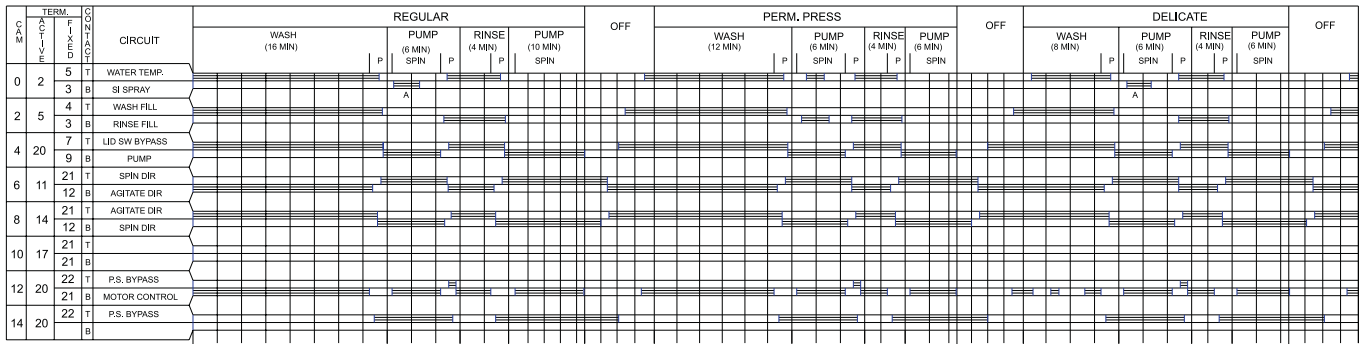 TERM.
CAM
ACTIVE
FIXED
CONTACT
CIRCUIT
REGULAR
OFF
PERM. PRESS
OFF
DELICATE
OFF
WASH
(16 MIN)
PUMP
(6 MIN)
RINSE
(4 MIN)
PUMP
(10 MIN)
WASH
(12 MIN)
PUMP
(6 MIN)
RINSE
(4 MIN)
PUMP
(6 MIN)
WASH
(8 MIN)
PUMP
(6 MIN)
RINSE
(4 MIN)
PUMP
(6 MIN)
P SPIN P P SPIN P SPIN P P SPIN P SPIN P P SPIN
0 2 5 T WATER TEMP.
3 B SI SPRAY
A A
2 5 4 T WASH FILL
3 B RINSE FILL
4 20 7 T LID SW BYPASS
9 B PUMP
6 11 21 T SPIN DIR
12 B AGITATE DIR
8 14 21 T AGITATE DIR
12 B SPIN DIR
10 17 21 T
21 B
12 20 22 T P.S. BYPASS
21 B MOTOR CONTROL
14 20 22 T P.S. BYPASS
B